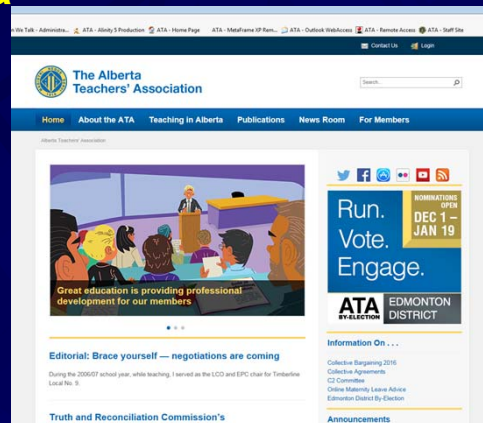 We Talk - Administra... ATA - Afinity 5 Production ATA - Home Page ATA - MetaFrame XP Ram... ATA - Outlook WebAccess ATA - Remote Access ATA - Staff Site
Contact Us Login
The Alberta
Teachers' Association
Search...
Home About the ATA Teaching in Alberta Publications News Room For Members
Alberta Teachers' Association
Great education is providing professional
development for our members
Editorial: Brace yourself — negotiations are coming
During the 2006/07 school year, while teaching, I served as the LCO and EPC chair for Timberline
Local No. 9.
Truth and Reconciliation Commission's
Run.
Vote.
Engage.
NOMINATIONS
OPEN
DEC 1 –
JAN 19
ATA
BY-ELECTION
EDMONTON
DISTRICT
Information On . . .
Collective Bargaining 2016
Collective Agreements
C2 Committee
Online Maternity Leave Advice
Edmonton District By-Election
Announcements